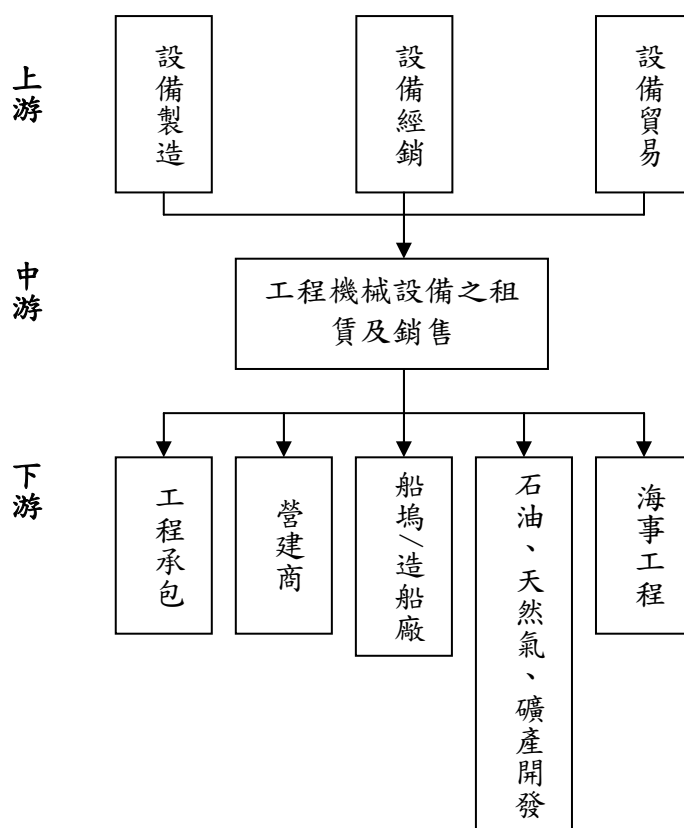 上游
設備製造
設備經銷
設備貿易
中游
工程機械設備之租
賃及銷售
下游
工程承包
營建商
船塢/造船廠
石油、天然氣、礦產開發
海事工程